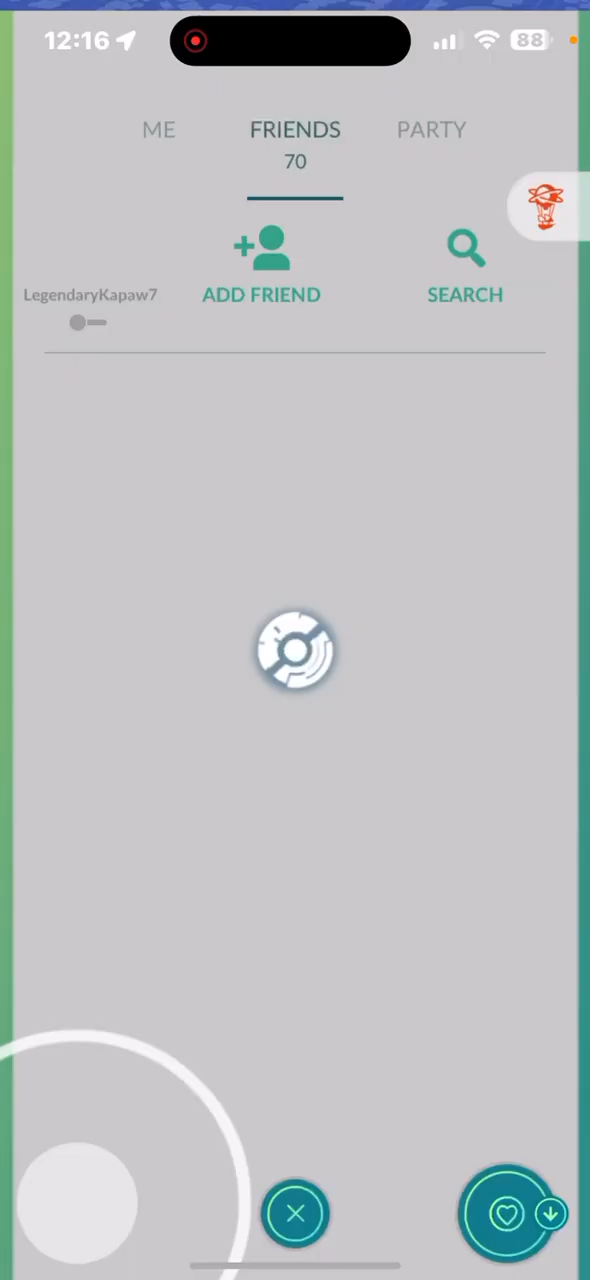 12:16
88
ME
FRIENDS
PARTY
70
LegendaryKapaw7
ADD FRIEND
SEARCH